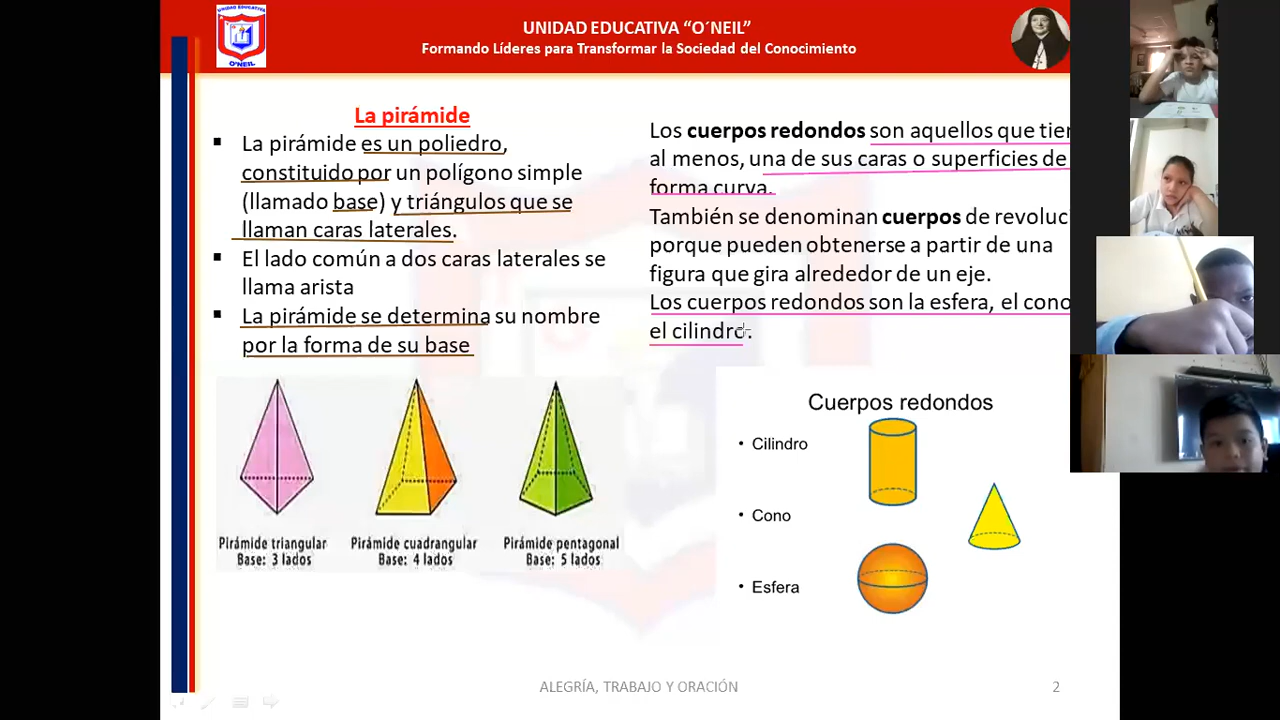 UNIDAD EDUCATIVA
O´NEIL
UNIDAD EDUCATIVA “O´NEIL”
Formando Líderes para Transformar la Sociedad del Conocimiento
La pirámide
▪ La pirámide es un poliedro,
constituido por un polígono simple
(llamado base) y triángulos que se
llaman caras laterales.
▪ El lado común a dos caras laterales se
llama arista
▪ La pirámide se determina su nombre
por la forma de su base
Pirámide triangular
Base: 3 lados
Pirámide cuadrangular
Base: 4 lados
Pirámide pentagonal
Base: 5 lados
Los cuerpos redondos son aquellos que tien
al menos, una de sus caras o superficies de
forma curva.
También se denominan cuerpos de revoluc
porque pueden obtenerse a partir de una
figura que gira alrededor de un eje.
Los cuerpos redondos son la esfera, el cono
el cilindro.
Cuerpos redondos
• Cilindro
• Cono
• Esfera
ALEGRÍA, TRABAJO Y ORACIÓN
2